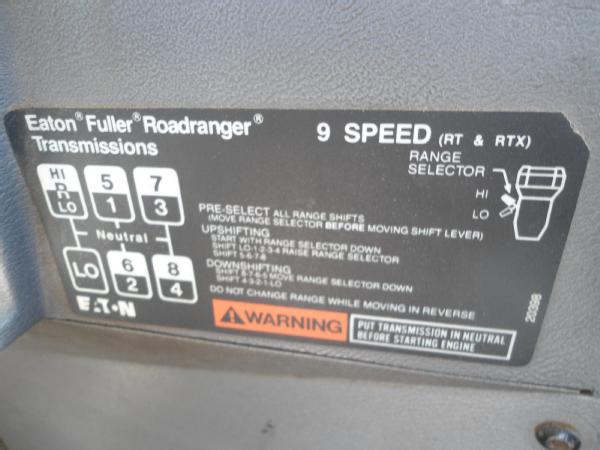 Eaton® Fuller® Roadranger®
Transmissions
9 SPEED (RT & RTX)
RANGE
SELECTOR
HI
LO
HI
R
LO
5
1
7
3
Neutral
LO
6
2
8
4
EATON
PRE-SELECT ALL RANGE SHIFTS
(MOVE RANGE SELECTOR BEFORE MOVING SHIFT LEVER)
UPSHIFTING
START WITH RANGE SELECTOR DOWN
SHIFT LO-1-2-3-4 RAISE RANGE SELECTOR
SHIFT 5-6-7-8
DOWNSHIFTING
SHIFT 8-7-6-5 MOVE RANGE SELECTOR DOWN
SHIFT 4-3-2-1-LO
DO NOT CHANGE RANGE WHILE MOVING IN REVERSE
WARNING
PUT TRANSMISSION IN NEUTRAL
BEFORE STARTING ENGINE
20398